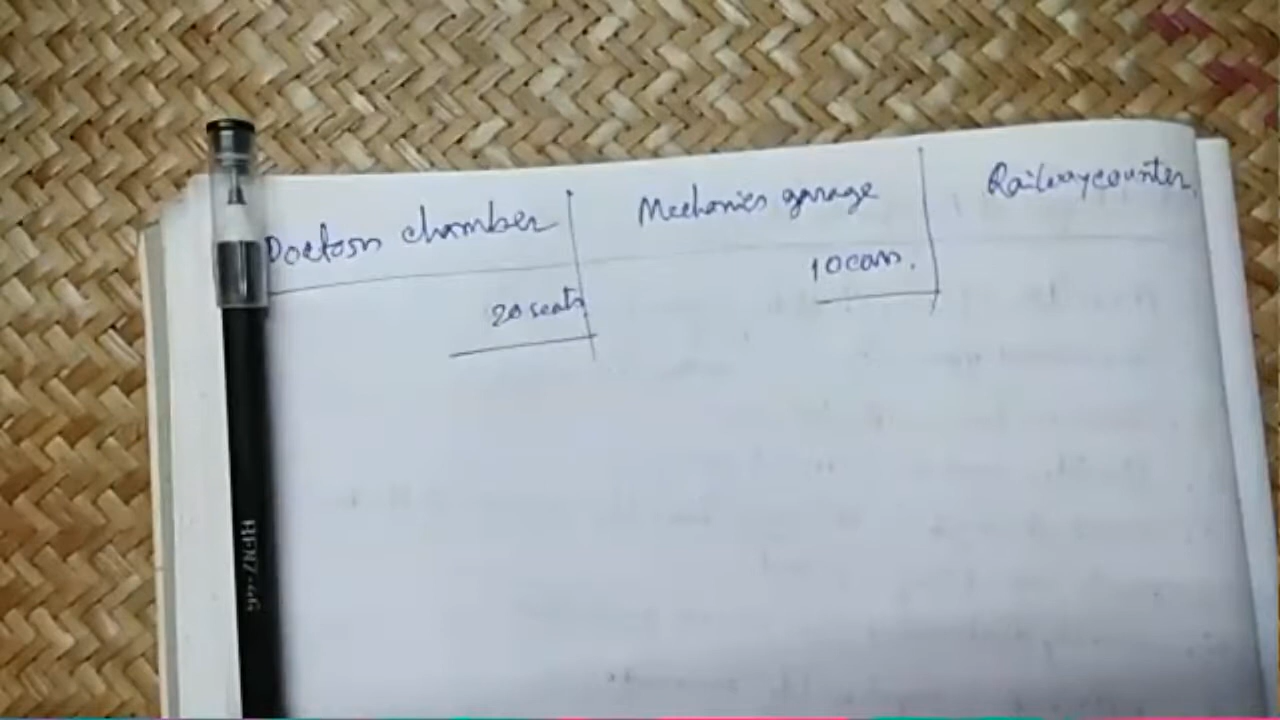 Doctors chamber
Mechanics garage
Railway counter
20 seats
10 cars.